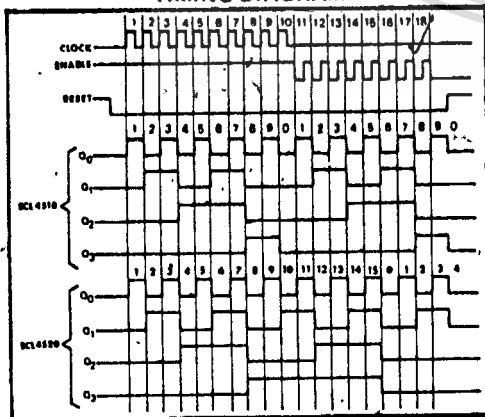 TIMING DIAGRAM
1 2 3 4 5 6 7 8 9 10 11 12 13 14 15 16 17 18
CLOCK
ENABLE
RESET
1 2 3 4 5 6 7 8 9 0 1 2 3 4 5 6 7 8 9 0
Q0
Q1
SCL4518
Q2
Q3
1 2 3 4 5 6 7 8 9 10 11 12 13 14 15 0 1 2 3 4
Q0
Q1
SCL4520
Q2
Q3